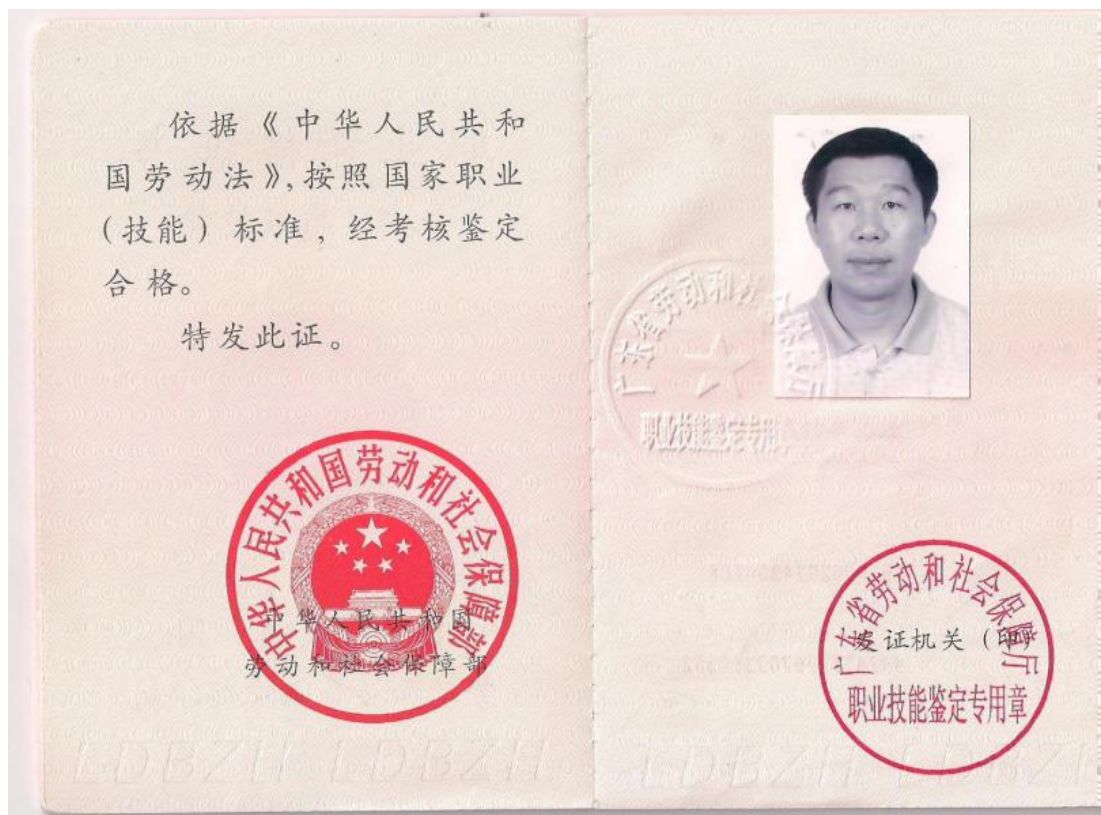 依据《中华人民共和
国劳动法》,按照国家职业
(技能)标准,经考核鉴定
合格。
特发此证。
中华人民共和国劳动和社会保障部
中华人民共和国
劳动和社会保障部
LDBZH LDBZH
广东省劳动和社会保障厅
职业技能鉴定专用
广东省劳动和社会保障厅
发证机关(印)
职业技能鉴定专用章
LDBZH LDBZH